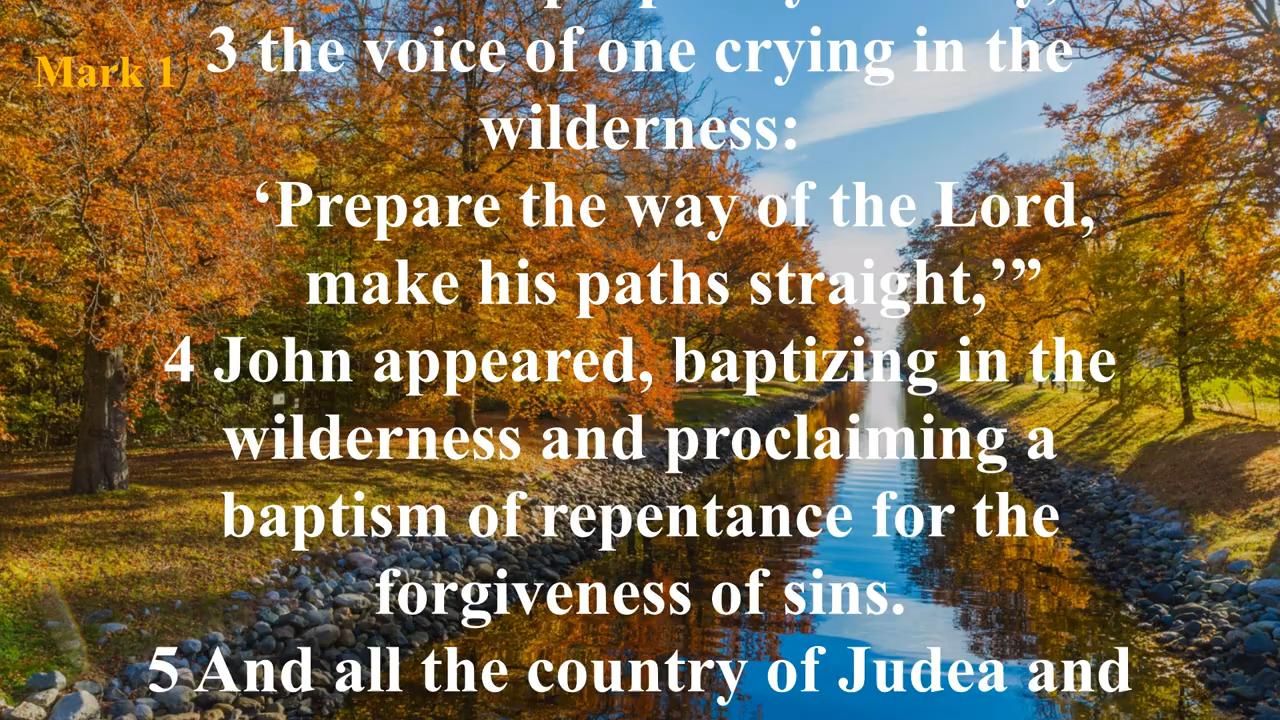 Mark 1
3 the voice of one crying in the
wilderness:
‘Prepare the way of the Lord,
make his paths straight,’”
4 John appeared, baptizing in the
wilderness and proclaiming a
baptism of repentance for the
forgiveness of sins.
5 And all the country of Judea and